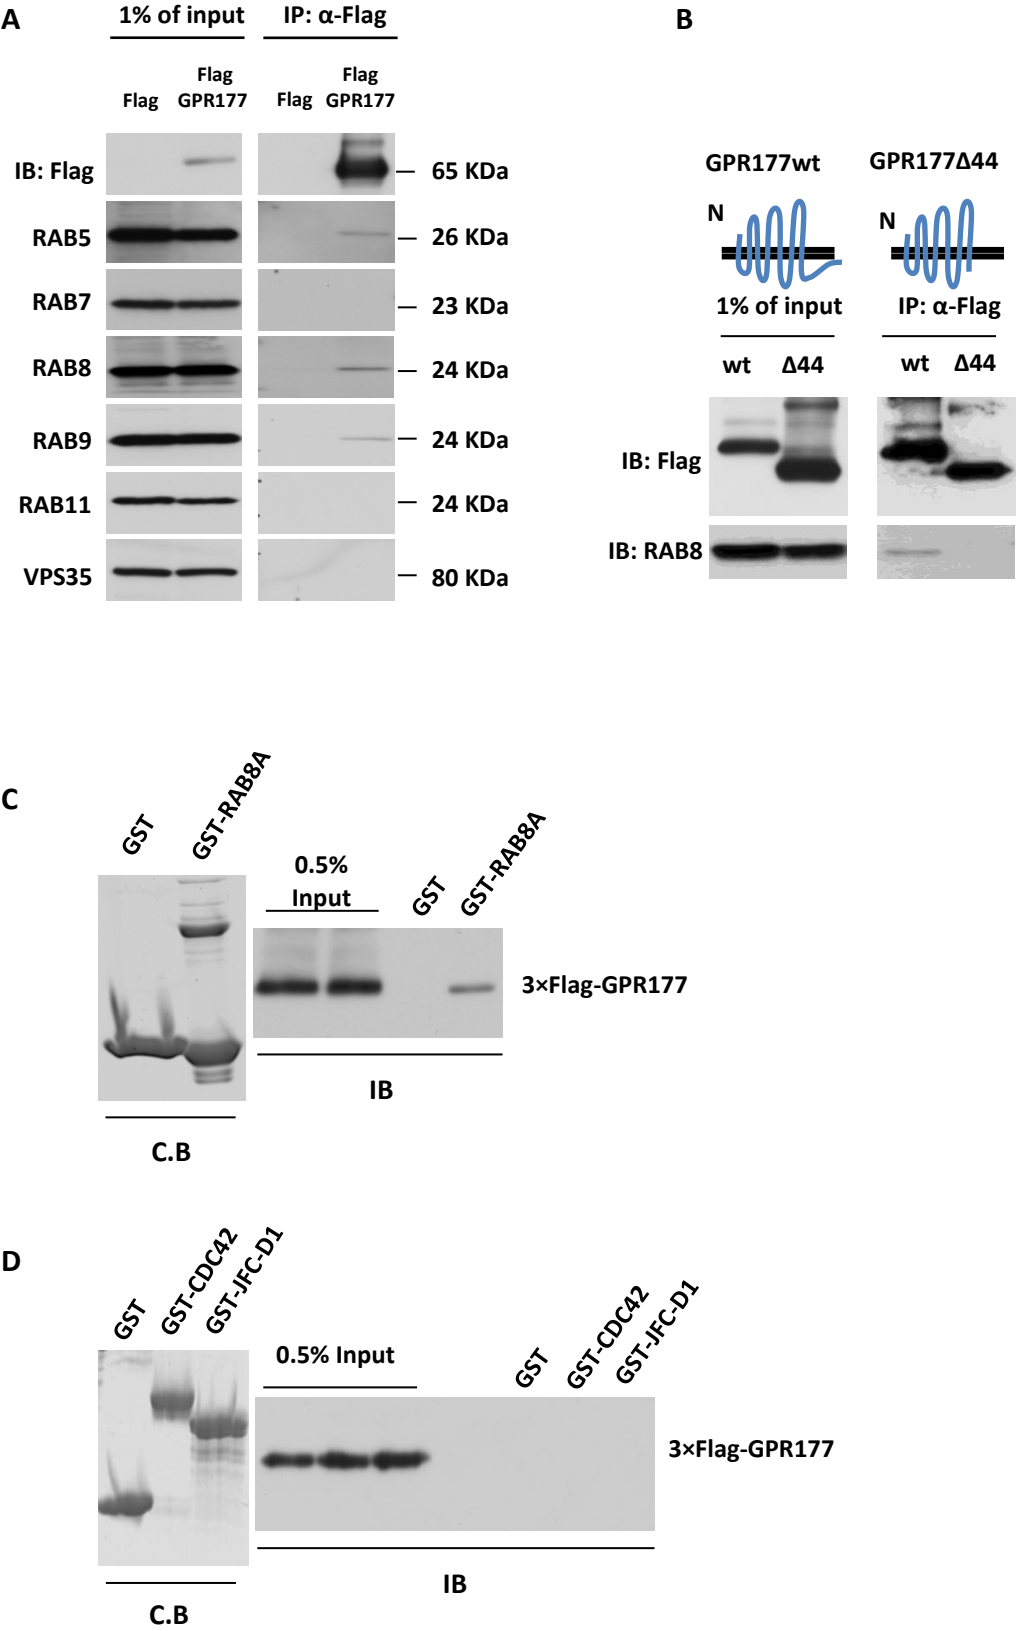 A
1% of input
IP: α-Flag
Flag
Flag
GPR177
Flag
Flag
GPR177
IB: Flag
65 KDa
RAB5
26 KDa
RAB7
23 KDa
RAB8
24 KDa
RAB9
24 KDa
RAB11
24 KDa
VPS35
80 KDa
B
GPR177wt
GPR177Δ44
N
N
1% of input
IP: α-Flag
wt
Δ44
wt
Δ44
IB: Flag
IB: RAB8
C
GST
GST-RAB8A
0.5%
Input
GST
GST-RAB8A
3×Flag-GPR177
IB
C.B
D
GST
GST-CDC42
GST-JFC-D1
0.5% Input
GST
GST-CDC42
GST-JFC-D1
3×Flag-GPR177
IB
C.B